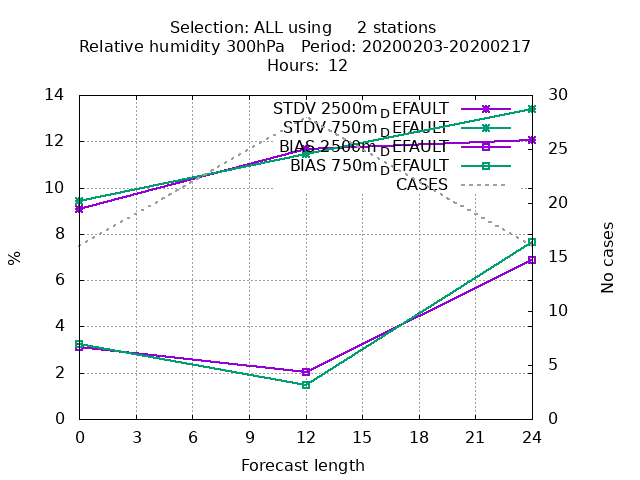 Selection: ALL using     2 stations
Relative humidity 300hPa   Period: 20200203-20200217
Hours: 12
14
12
10
8
6
4
2
0
30
25
20
15
10
5
0
0 3 6 9 12 15 18 21 24
%
No cases
Forecast length
STDV 2500m_DEFAULT
STDV 750m_DEFAULT
BIAS 2500m_DEFAULT
BIAS 750m_DEFAULT
CASES